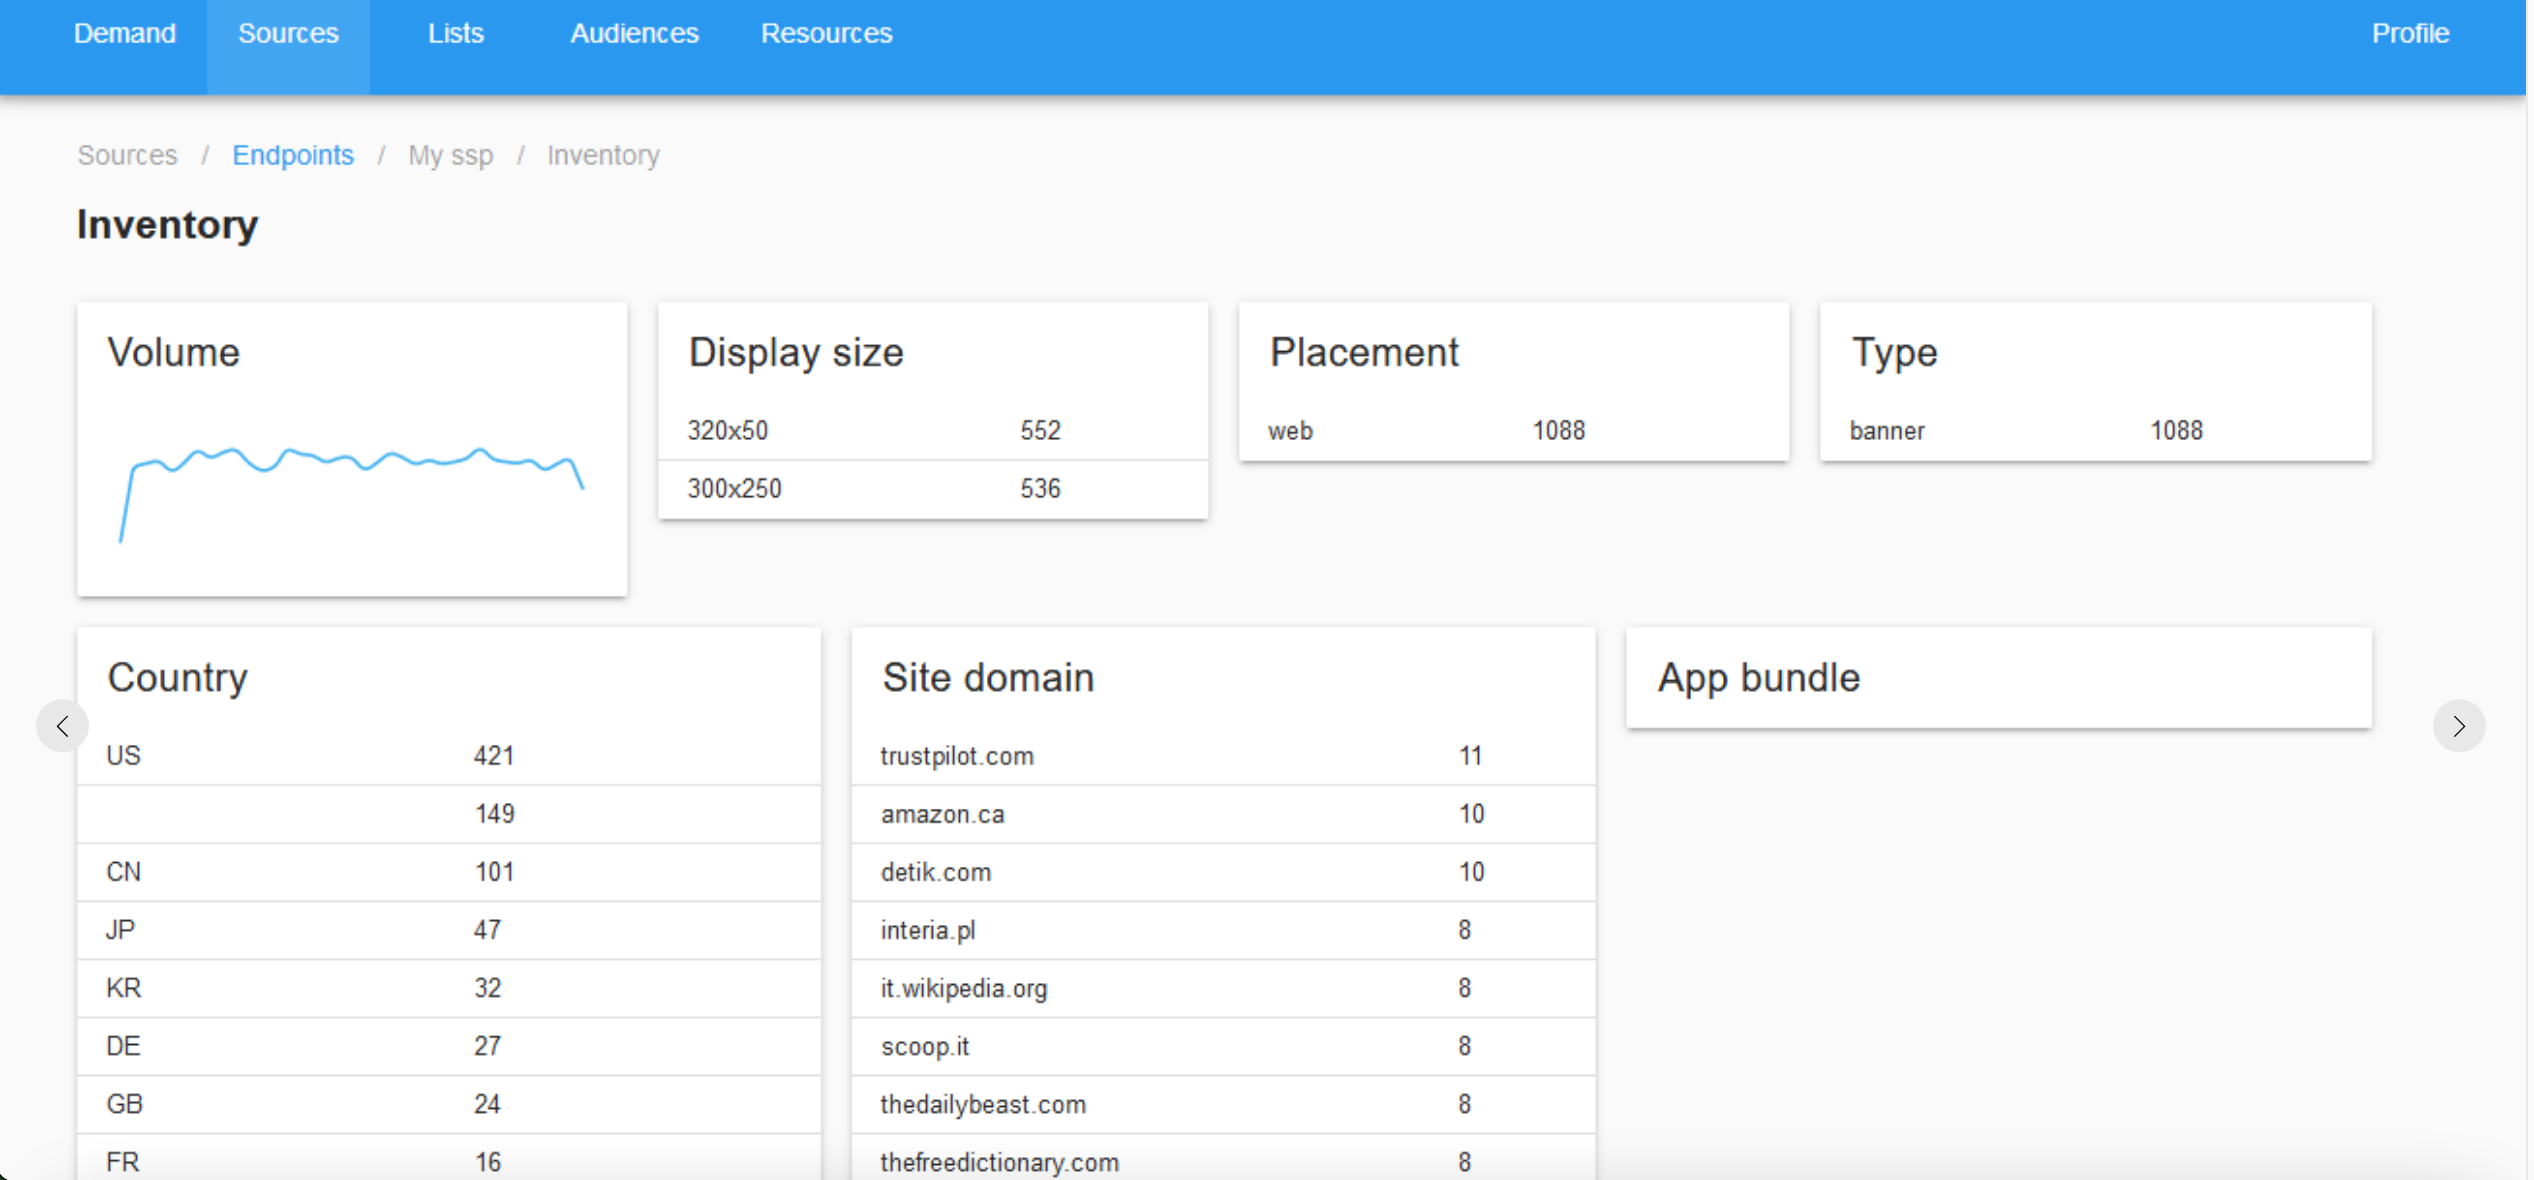 Demand Sources Lists Audiences Resources Profile
Sources / Endpoints / My ssp / Inventory
Inventory
Volume
Display size
320x50 552
300x250 536
Placement
web 1088
Type
banner 1088
Country
US 421
149
CN 101
JP 47
KR 32
DE 27
GB 24
FR 16
Site domain
trustpilot.com 11
amazon.ca 10
detik.com 10
interia.pl 8
it.wikipedia.org 8
scoop.it 8
thedailybeast.com 8
thefreedictionary.com 8
App bundle